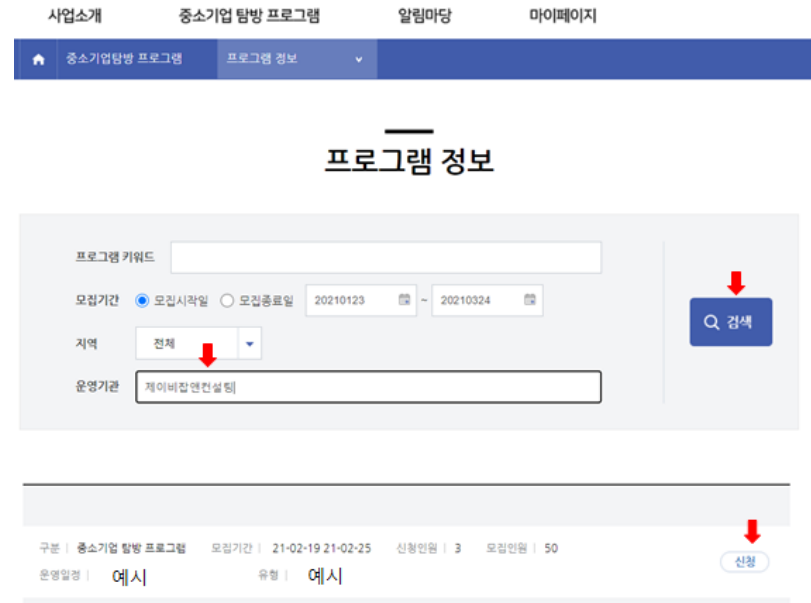 사업소개 중소기업 탐방 프로그램 알림마당 마이페이지
중소기업탐방 프로그램 프로그램 정보
프로그램 정보
프로그램 키워드
모집기간 모집시작일 모집종료일 20210123 ~ 20210324
검색
지역 전체
운영기관 제이비잡앤컨설팅
구분 | 중소기업 탐방 프로그램 모집기간 | 21-02-19 21-02-25 신청인원 | 3 모집인원 | 50
신청
운영일정 | 예시 유형 | 예시